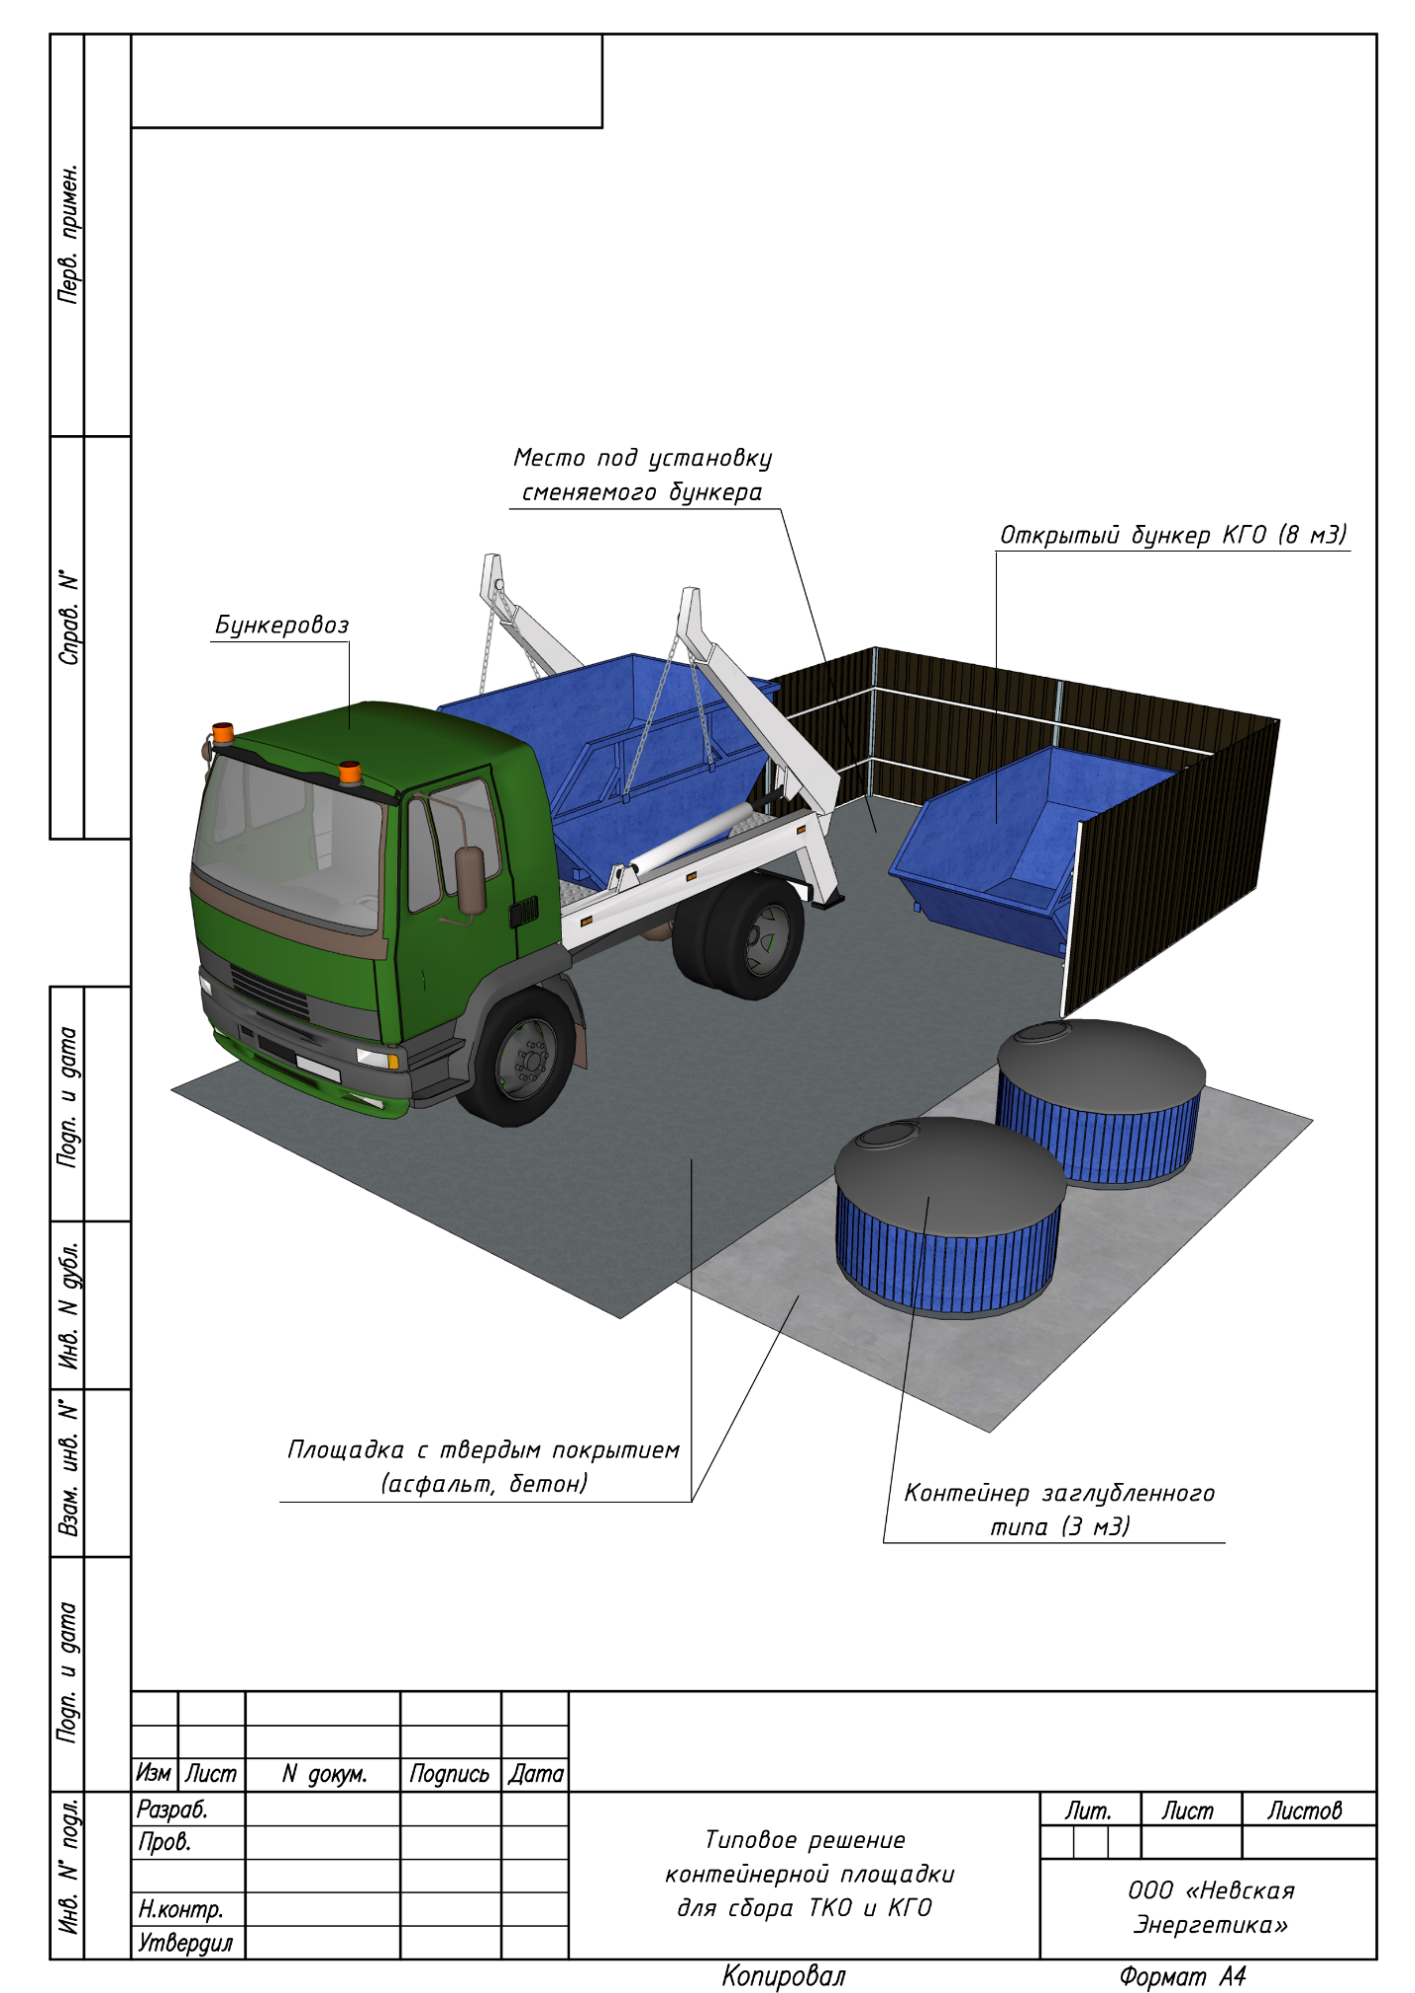 Перв. примен.
Справ. N°
Подп. и дата
Инв. N дубл.
Взам. инв. N°
Подп. и дата
Инв. N° подл.
Место под установку
сменяемого бункера
Открытый бункер КГО (8 м3)
Бункеровоз
Площадка с твердым покрытием
(асфальт, бетон)
Контейнер заглубленного
типа (3 м3)
Изм Лист N докум. Подпись Дата
Разраб.
Пров.
Н.контр.
Утвердил
Типовое решение
контейнерной площадки
для сбора ТКО и КГО
Лит. Лист Листов
ООО «Невская
Энергетика»
Копировал Формат А4